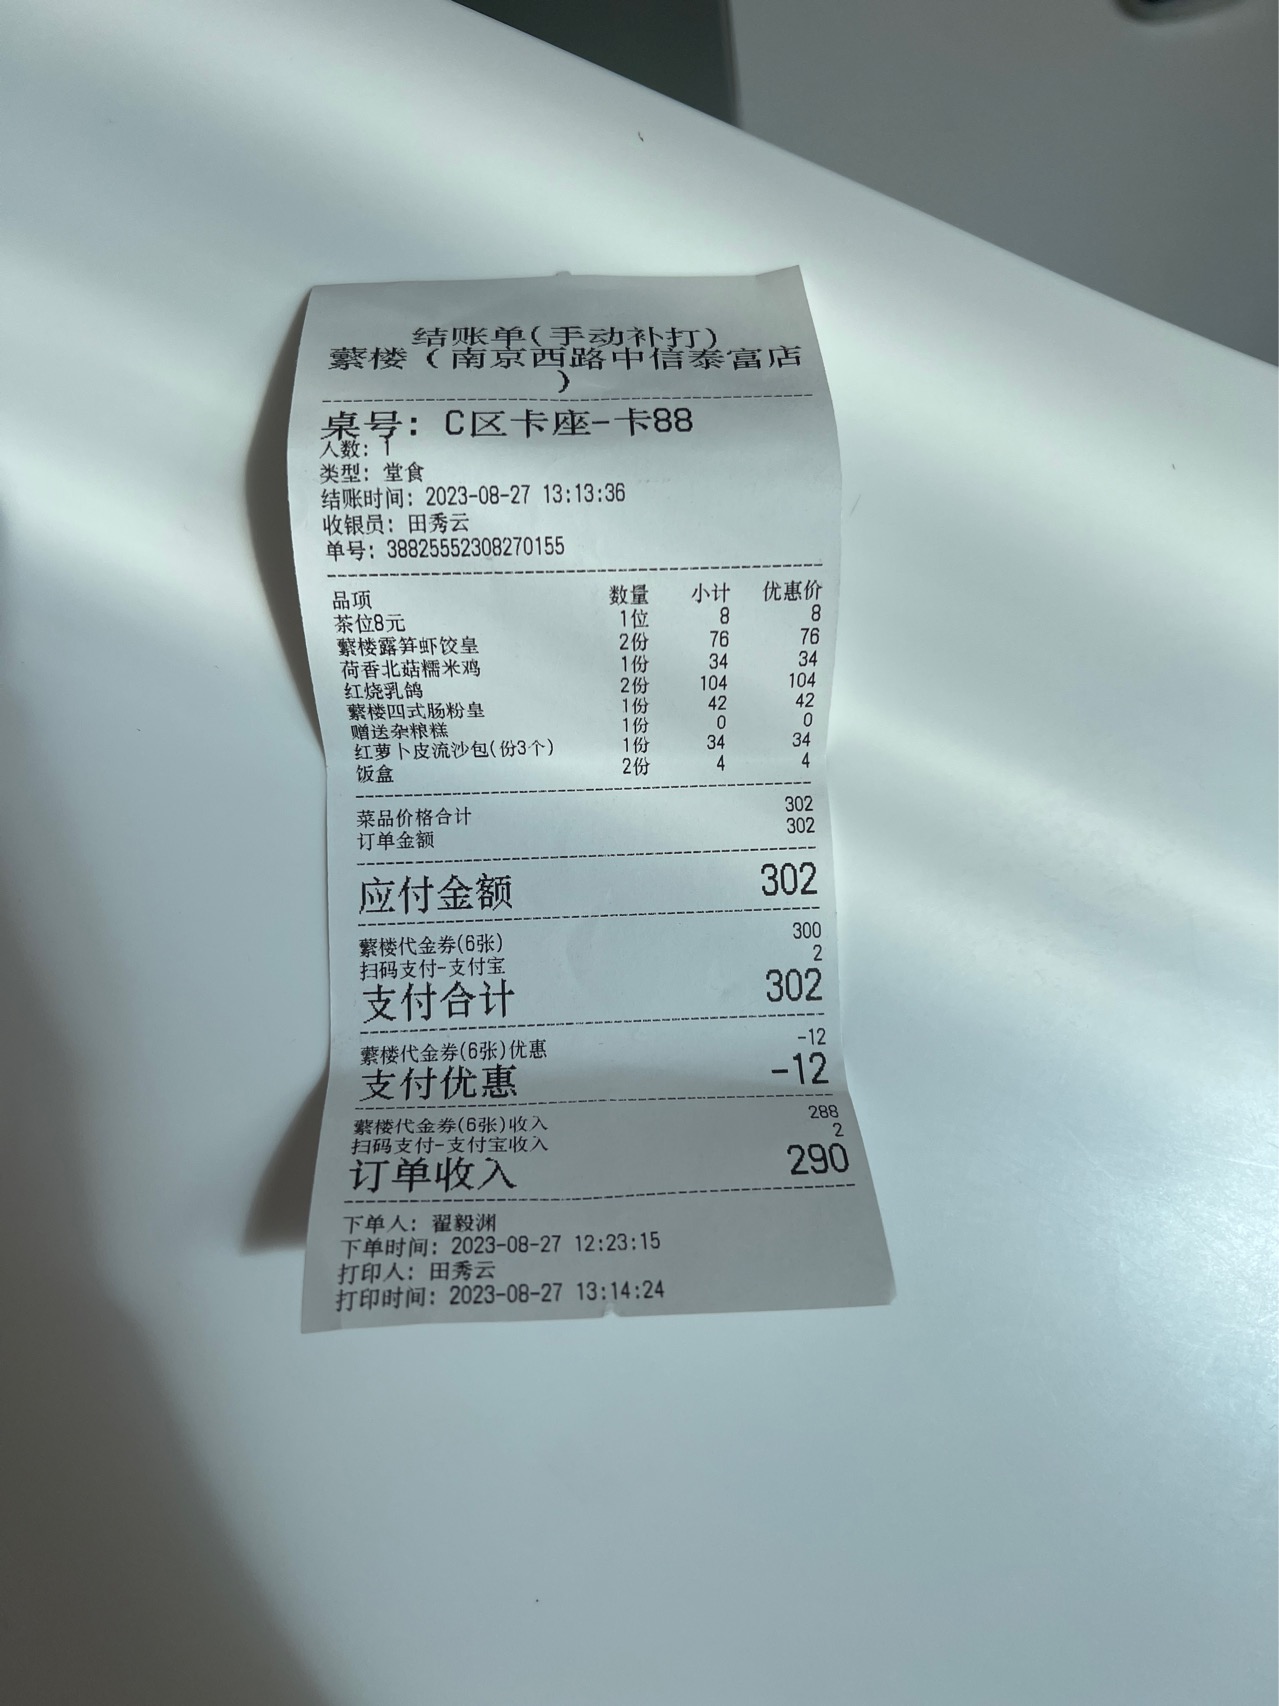 结账单(手动补打)
蘩楼（南京西路中信泰富店
）
桌号: C区卡座-卡88
人数: 1
类型: 堂食
结账时间: 2023-08-27 13:13:36
收银员: 田秀云
单号: 38825552308270155
品项 数量 小计 优惠价
茶位8元 1位 8 8
蘩楼露笋虾饺皇 2份 76 76
荷香北菇糯米鸡 1份 34 34
红烧乳鸽 2份 104 104
蘩楼四式肠粉皇 1份 42 42
赠送杂粮糕 1份 0 0
红萝卜皮流沙包(份3个) 1份 34 34
饭盒 2份 4 4
菜品价格合计 302
订单金额 302
应付金额 302
蘩楼代金券(6张) 300
扫码支付-支付宝 2
支付合计 302
蘩楼代金券(6张)优惠 -12
支付优惠 -12
蘩楼代金券(6张)收入 288
扫码支付-支付宝收入 2
订单收入 290
下单人: 翟毅渊
下单时间: 2023-08-27 12:23:15
打印人: 田秀云
打印时间: 2023-08-27 13:14:24